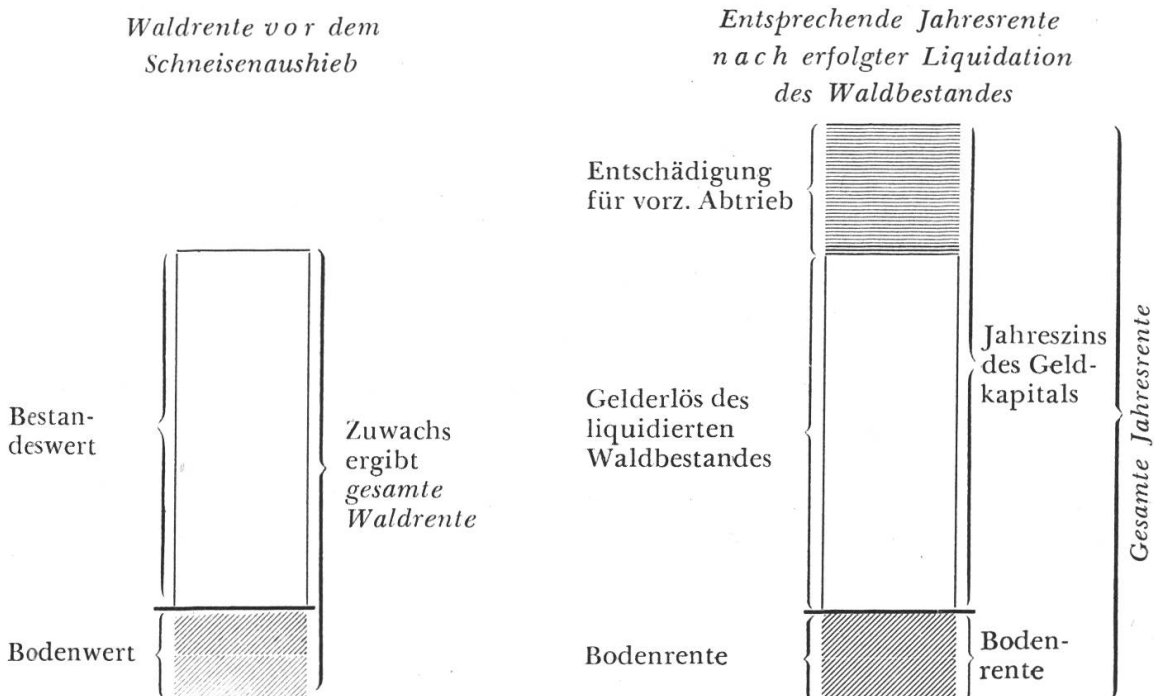 Waldrente vor dem
Schneisenaushieb
Bestan-
deswert
Zuwachs
ergibt
gesamte
Waldrente
Bodenwert
Entsprechende Jahresrente
nach erfolgter Liquidation
des Waldbestandes
Entschädigung
für vorz. Abtrieb
Jahreszins
des Geld-
kapitals
Gelderlös des
liquidierten
Waldbestandes
Gesamte Jahresrente
Bodenrente
Boden-
rente